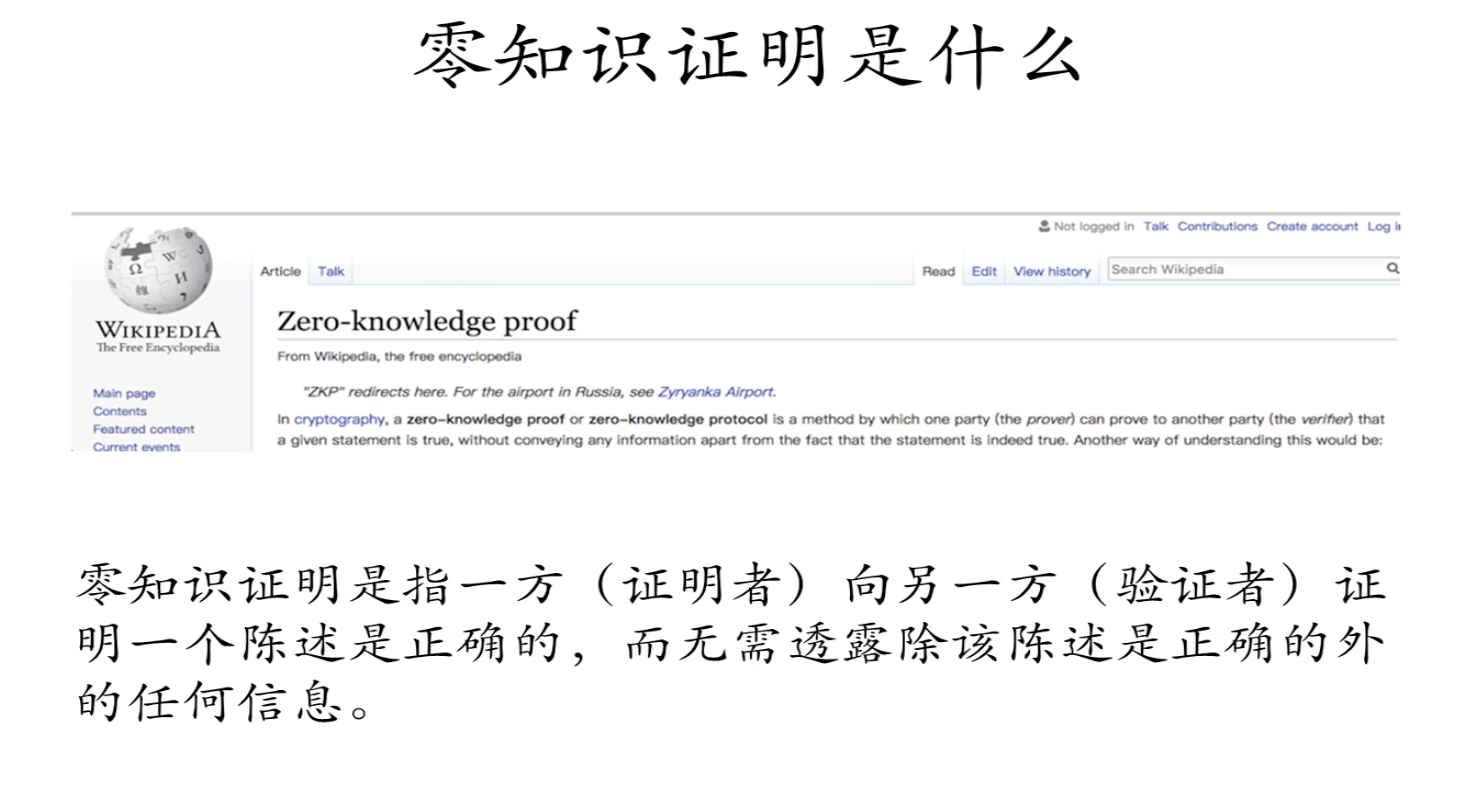 零知识证明是什么
Not logged in Talk Contributions Create account Log in
Article Talk Read Edit View history Search Wikipedia
WIKIPEDIA
The Free Encyclopedia
Main page
Contents
Featured content
Current events
Zero-knowledge proof
From Wikipedia, the free encyclopedia
"ZKP" redirects here. For the airport in Russia, see Zyryanka Airport.
In cryptography, a zero–knowledge proof or zero–knowledge protocol is a method by which one party (the prover) can prove to another party (the verifier) that
a given statement is true, without conveying any information apart from the fact that the statement is indeed true. Another way of understanding this would be:
零知识证明是指一方（证明者）向另一方（验证者）证
明一个陈述是正确的，而无需透露除该陈述是正确的外
的任何信息。